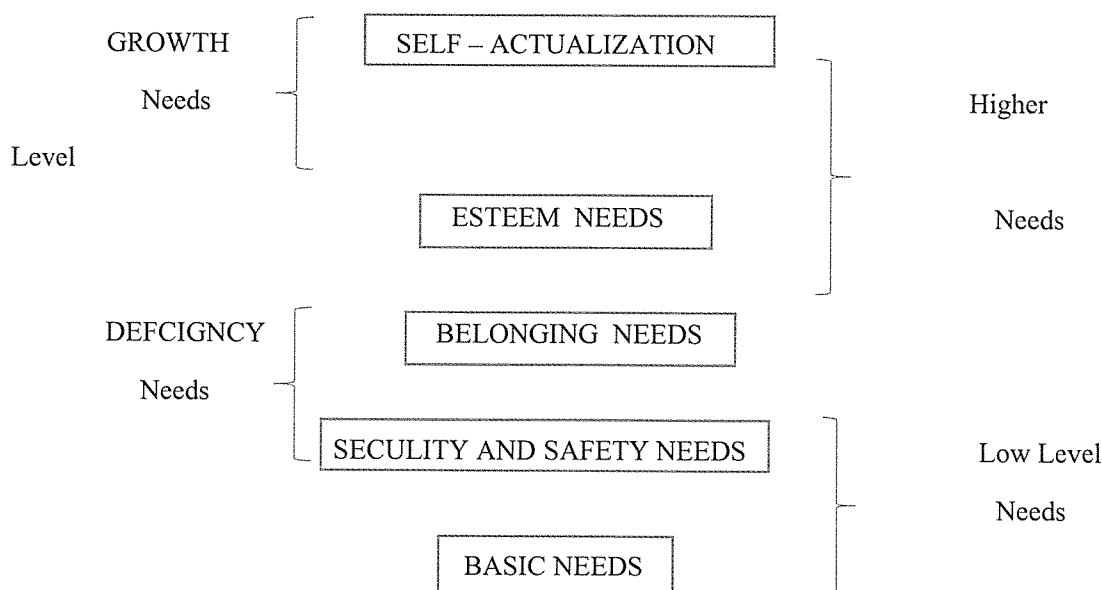 GROWTH
SELF – ACTUALIZATION
Needs
Higher
Level
ESTEEM NEEDS
Needs
DEFCIGNCY
BELONGING NEEDS
Needs
SECULITY AND SAFETY NEEDS
Low Level
Needs
BASIC NEEDS